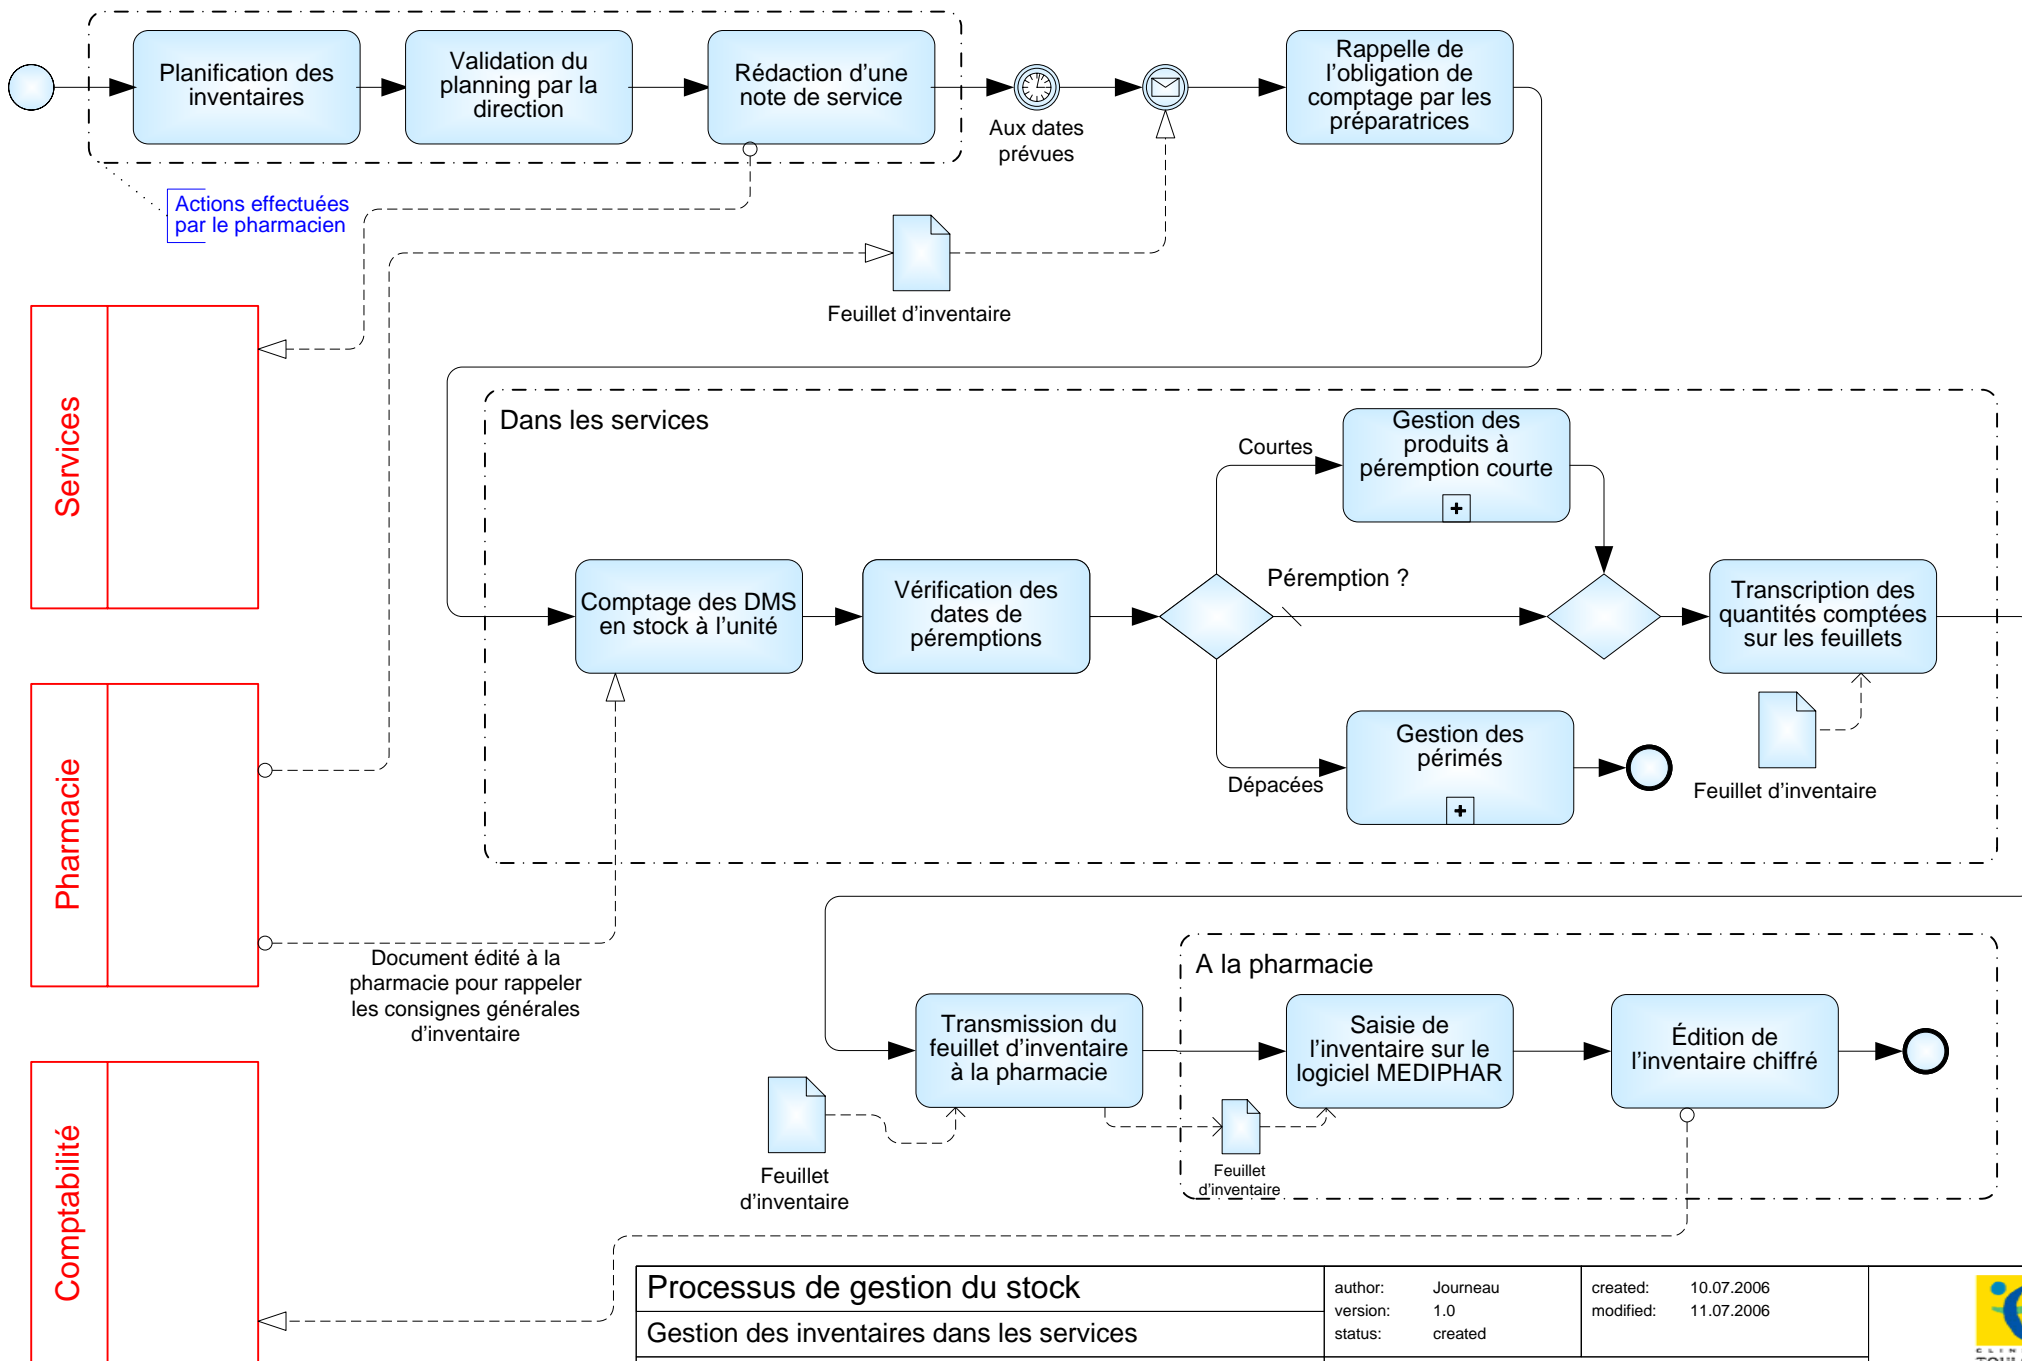 Planification des
inventaires
Validation du
planning par la
direction
Rédaction d'une
note de service
Aux dates
prévues
Rappelle de
l'obligation de
comptage par les
préparatrices
Actions effectuées
par le pharmacien
Feuillet d'inventaire
Services
Dans les services
Courtes
Gestion des
produits à
péremption courte
Péremption ?
Comptage des DMS
en stock à l'unité
Vérification des
dates de
péremptions
Transcription des
quantités comptées
sur les feuillets
Pharmacie
Dépacées
Gestion des
périmés
Feuillet d'inventaire
Document édité à la
pharmacie pour rappeler
les consignes générales
d'inventaire
A la pharmacie
Transmission du
feuillet d'inventaire
à la pharmacie
Saisie de
l'inventaire sur le
logiciel MEDIPHAR
Édition de
l'inventaire chiffré
Feuillet
d'inventaire
Feuillet
d'inventaire
Comptabilité
Processus de gestion du stock
Gestion des inventaires dans les services
author: Journeau
version: 1.0
status: created
created: 10.07.2006
modified: 11.07.2006